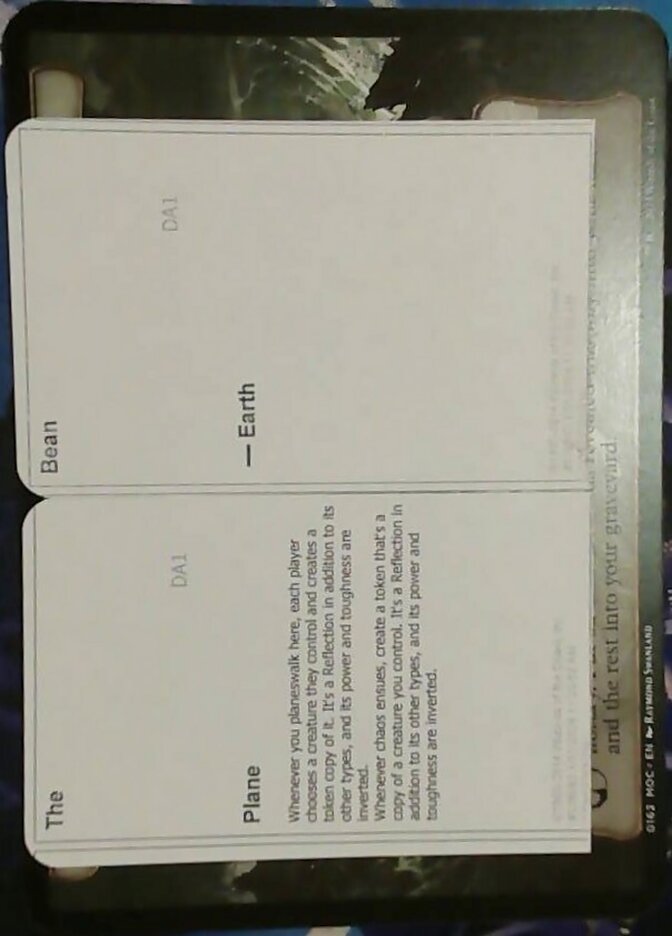 The Bean
DA1 DA1
Plane — Earth
Whenever you planeswalk here, each player
chooses a creature they control and creates a
token copy of it. It's a Reflection in addition to its
other types, and its power and toughness are
inverted.
Whenever chaos ensues, create a token that's a
copy of a creature you control. It's a Reflection in
addition to its other types, and its power and
toughness are inverted.
and the rest into your graveyard.
0163 MOC • EN RAYMOND SWANLAND